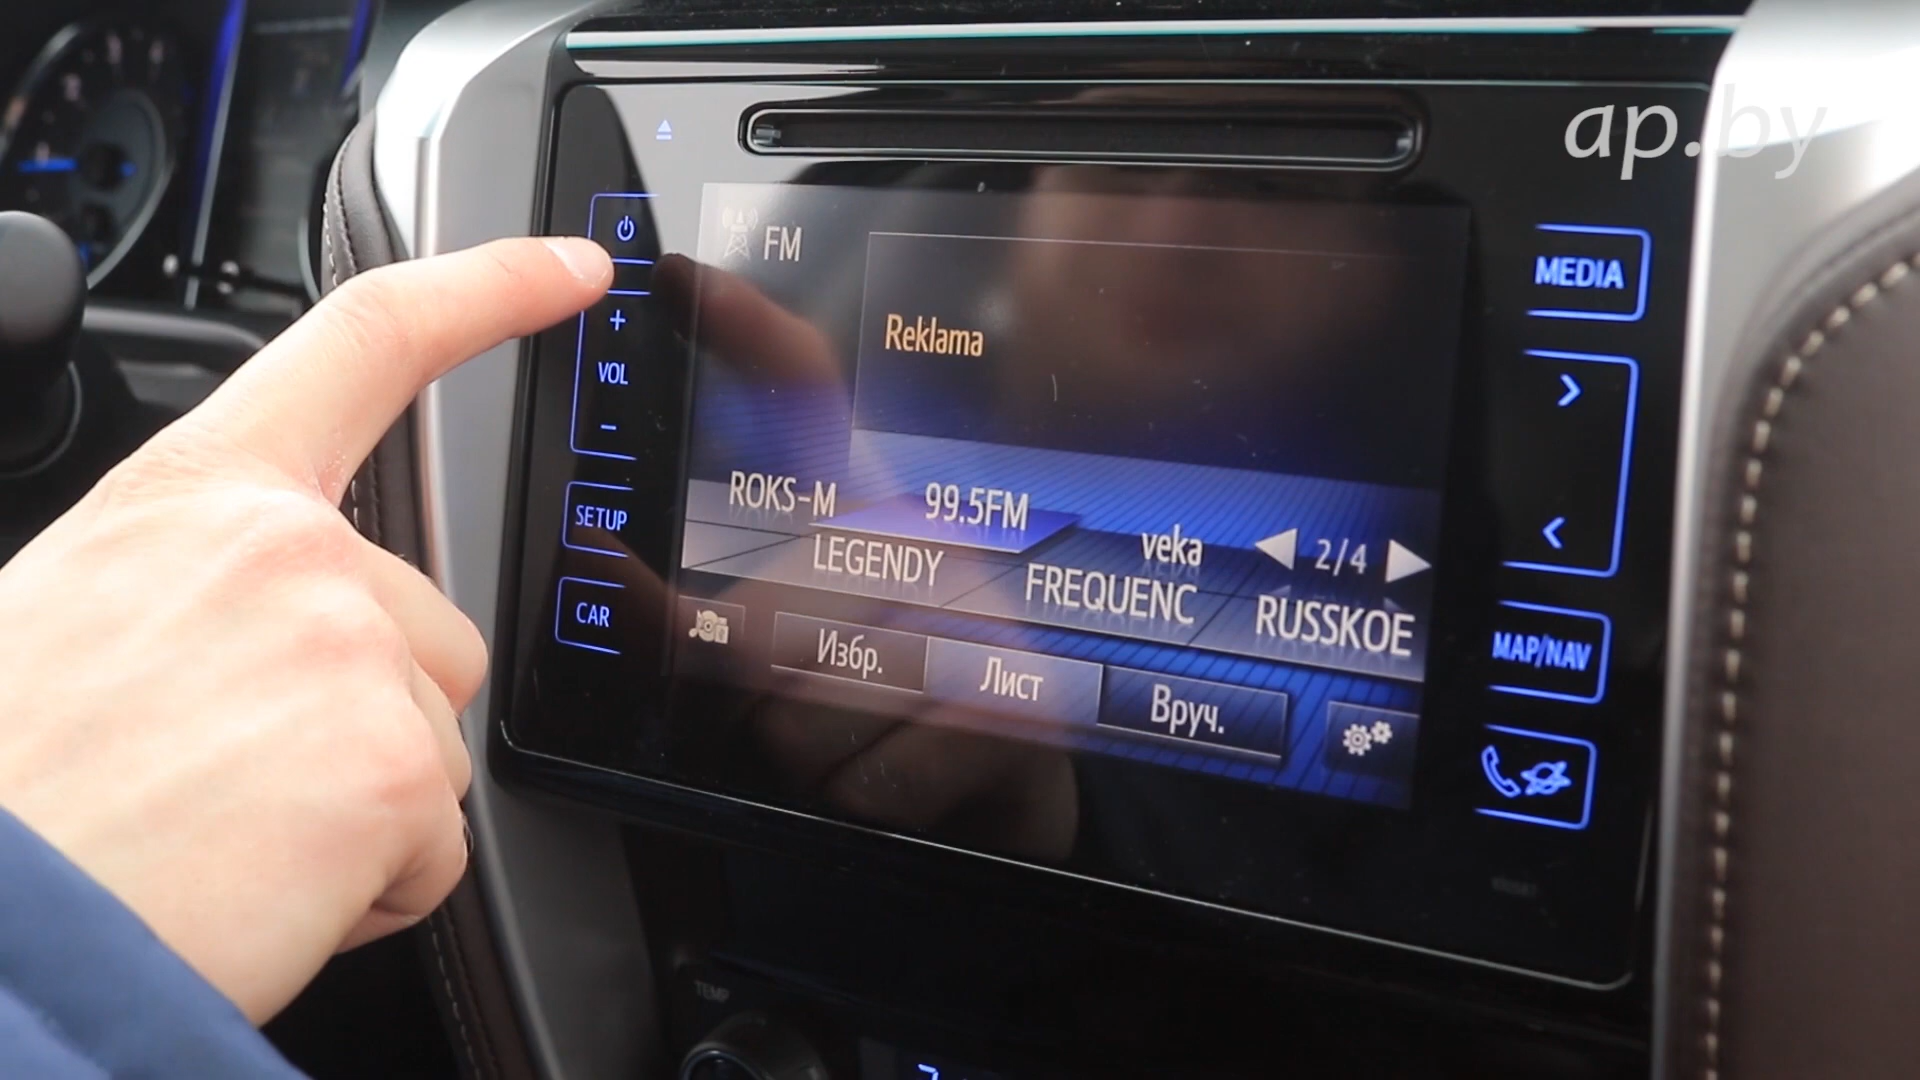 ap.by
FM
MEDIA
Reklama
+
VOL
-
ROKS-M
99.5FM
veka
2/4
LEGENDY
FREQUENC
RUSSKOE
SETUP
CAR
Избр.
Лист
Вруч.
MAP/NAV
TEMP